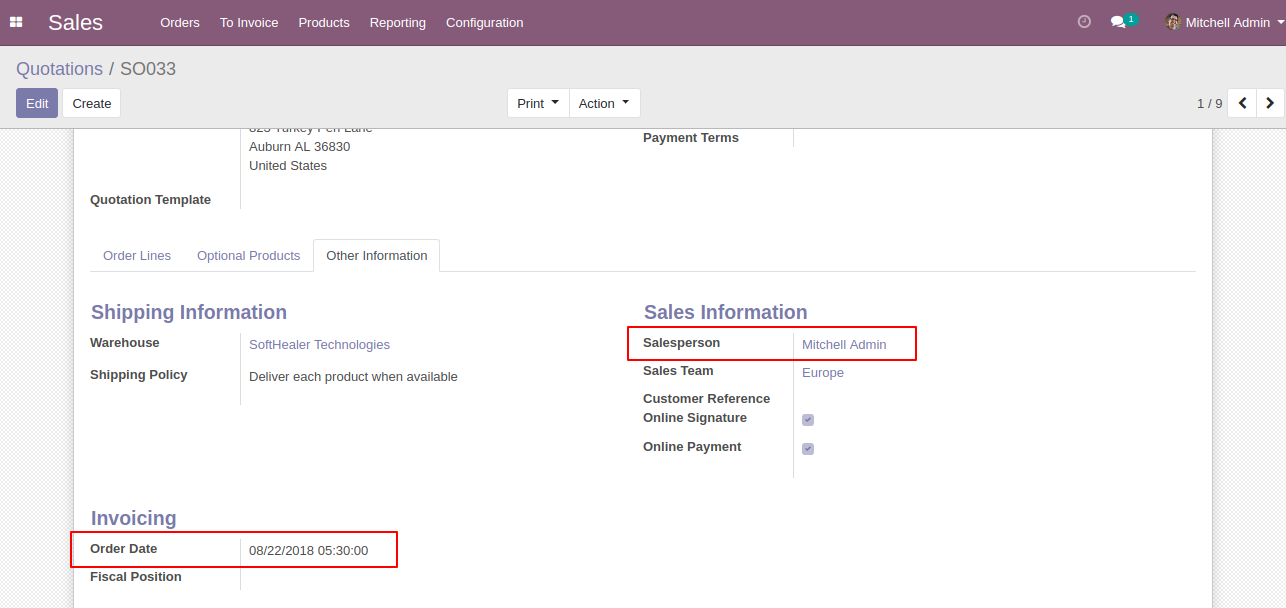 Sales Orders To Invoice Products Reporting Configuration 1 Mitchell Admin
Quotations / SO033
Edit Create Print Action 1 / 9
Payment Terms
Auburn AL 36830
United States
Quotation Template
Order Lines Optional Products Other Information
Shipping Information
Warehouse SoftHealer Technologies
Shipping Policy Deliver each product when available
Sales Information
Salesperson Mitchell Admin
Sales Team Europe
Customer Reference
Online Signature
Online Payment
Invoicing
Order Date 08/22/2018 05:30:00
Fiscal Position